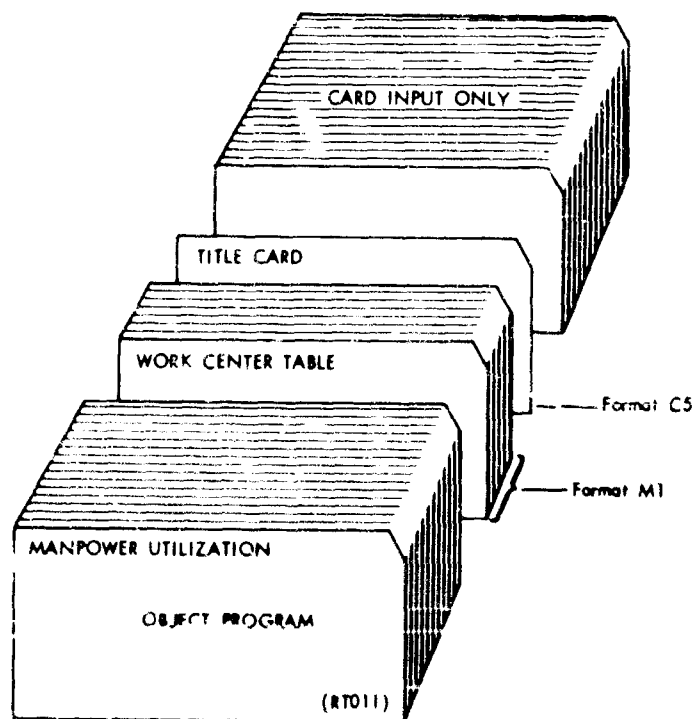 CARD INPUT ONLY
TITLE CARD
WORK CENTER TABLE
Format C5
Format M1
MANPOWER UTILIZATION
OBJECT PROGRAM
(RT011)